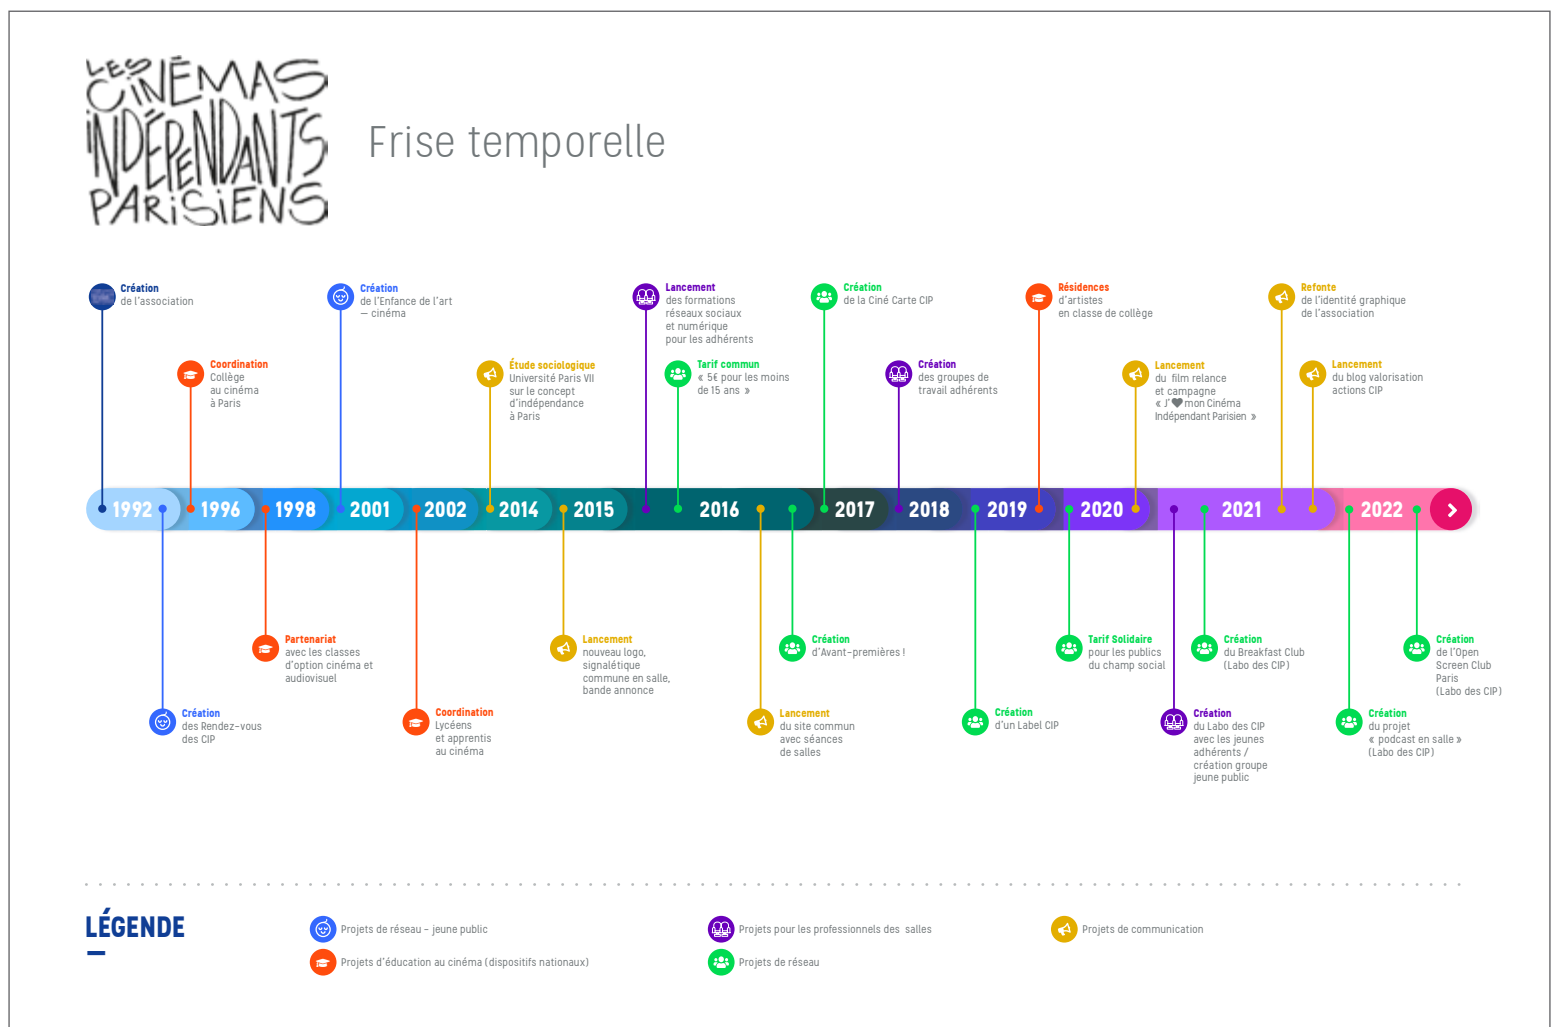 LES
CINÉMAS
INDÉPENDANTS
PARISIENS
Frise temporelle
Création
de l'association
Création
de l'Enfance de l'art
– cinéma
Lancement
des formations
réseaux sociaux
et numérique
pour les adhérents
Création
de la Ciné Carte CIP
Résidences
d'artistes
en classe de collège
Refonte
de l'identité graphique
de l'association
Coordination
Collège
au cinéma
à Paris
Étude sociologique
Université Paris VII
sur le concept
d'indépendance
à Paris
Tarif commun
« 5€ pour les moins
de 15 ans »
Création
des groupes de
travail adhérents
Lancement
du film relance
et campagne
« J'🖤mon Cinéma
Indépendant Parisien »
Lancement
du blog valorisation
actions CIP
1992 1996 1998 2001 2002 2014 2015 2016 2017 2018 2019 2020 2021 2022
Partenariat
avec les classes
d'option cinéma et
audiovisuel
Lancement
nouveau logo,
signalétique
commune en salle,
bande annonce
Création
d'Avant-premières !
Tarif Solidaire
pour les publics
du champ social
Création
du Breakfast Club
(Labo des CIP)
Création
de l'Open
Screen Club
Paris
(Labo des CIP)
Création
des Rendez-vous
des CIP
Coordination
Lycéens
et apprentis
au cinéma
Lancement
du site commun
avec séances
de salles
Création
d'un Label CIP
Création
du Labo des CIP
avec les jeunes
adhérents /
création groupe
jeune public
Création
du projet
« podcast en salle »
(Labo des CIP)
LÉGENDE
Projets de réseau - jeune public
Projets pour les professionnels des salles
Projets de communication
Projets d'éducation au cinéma (dispositifs nationaux)
Projets de réseau